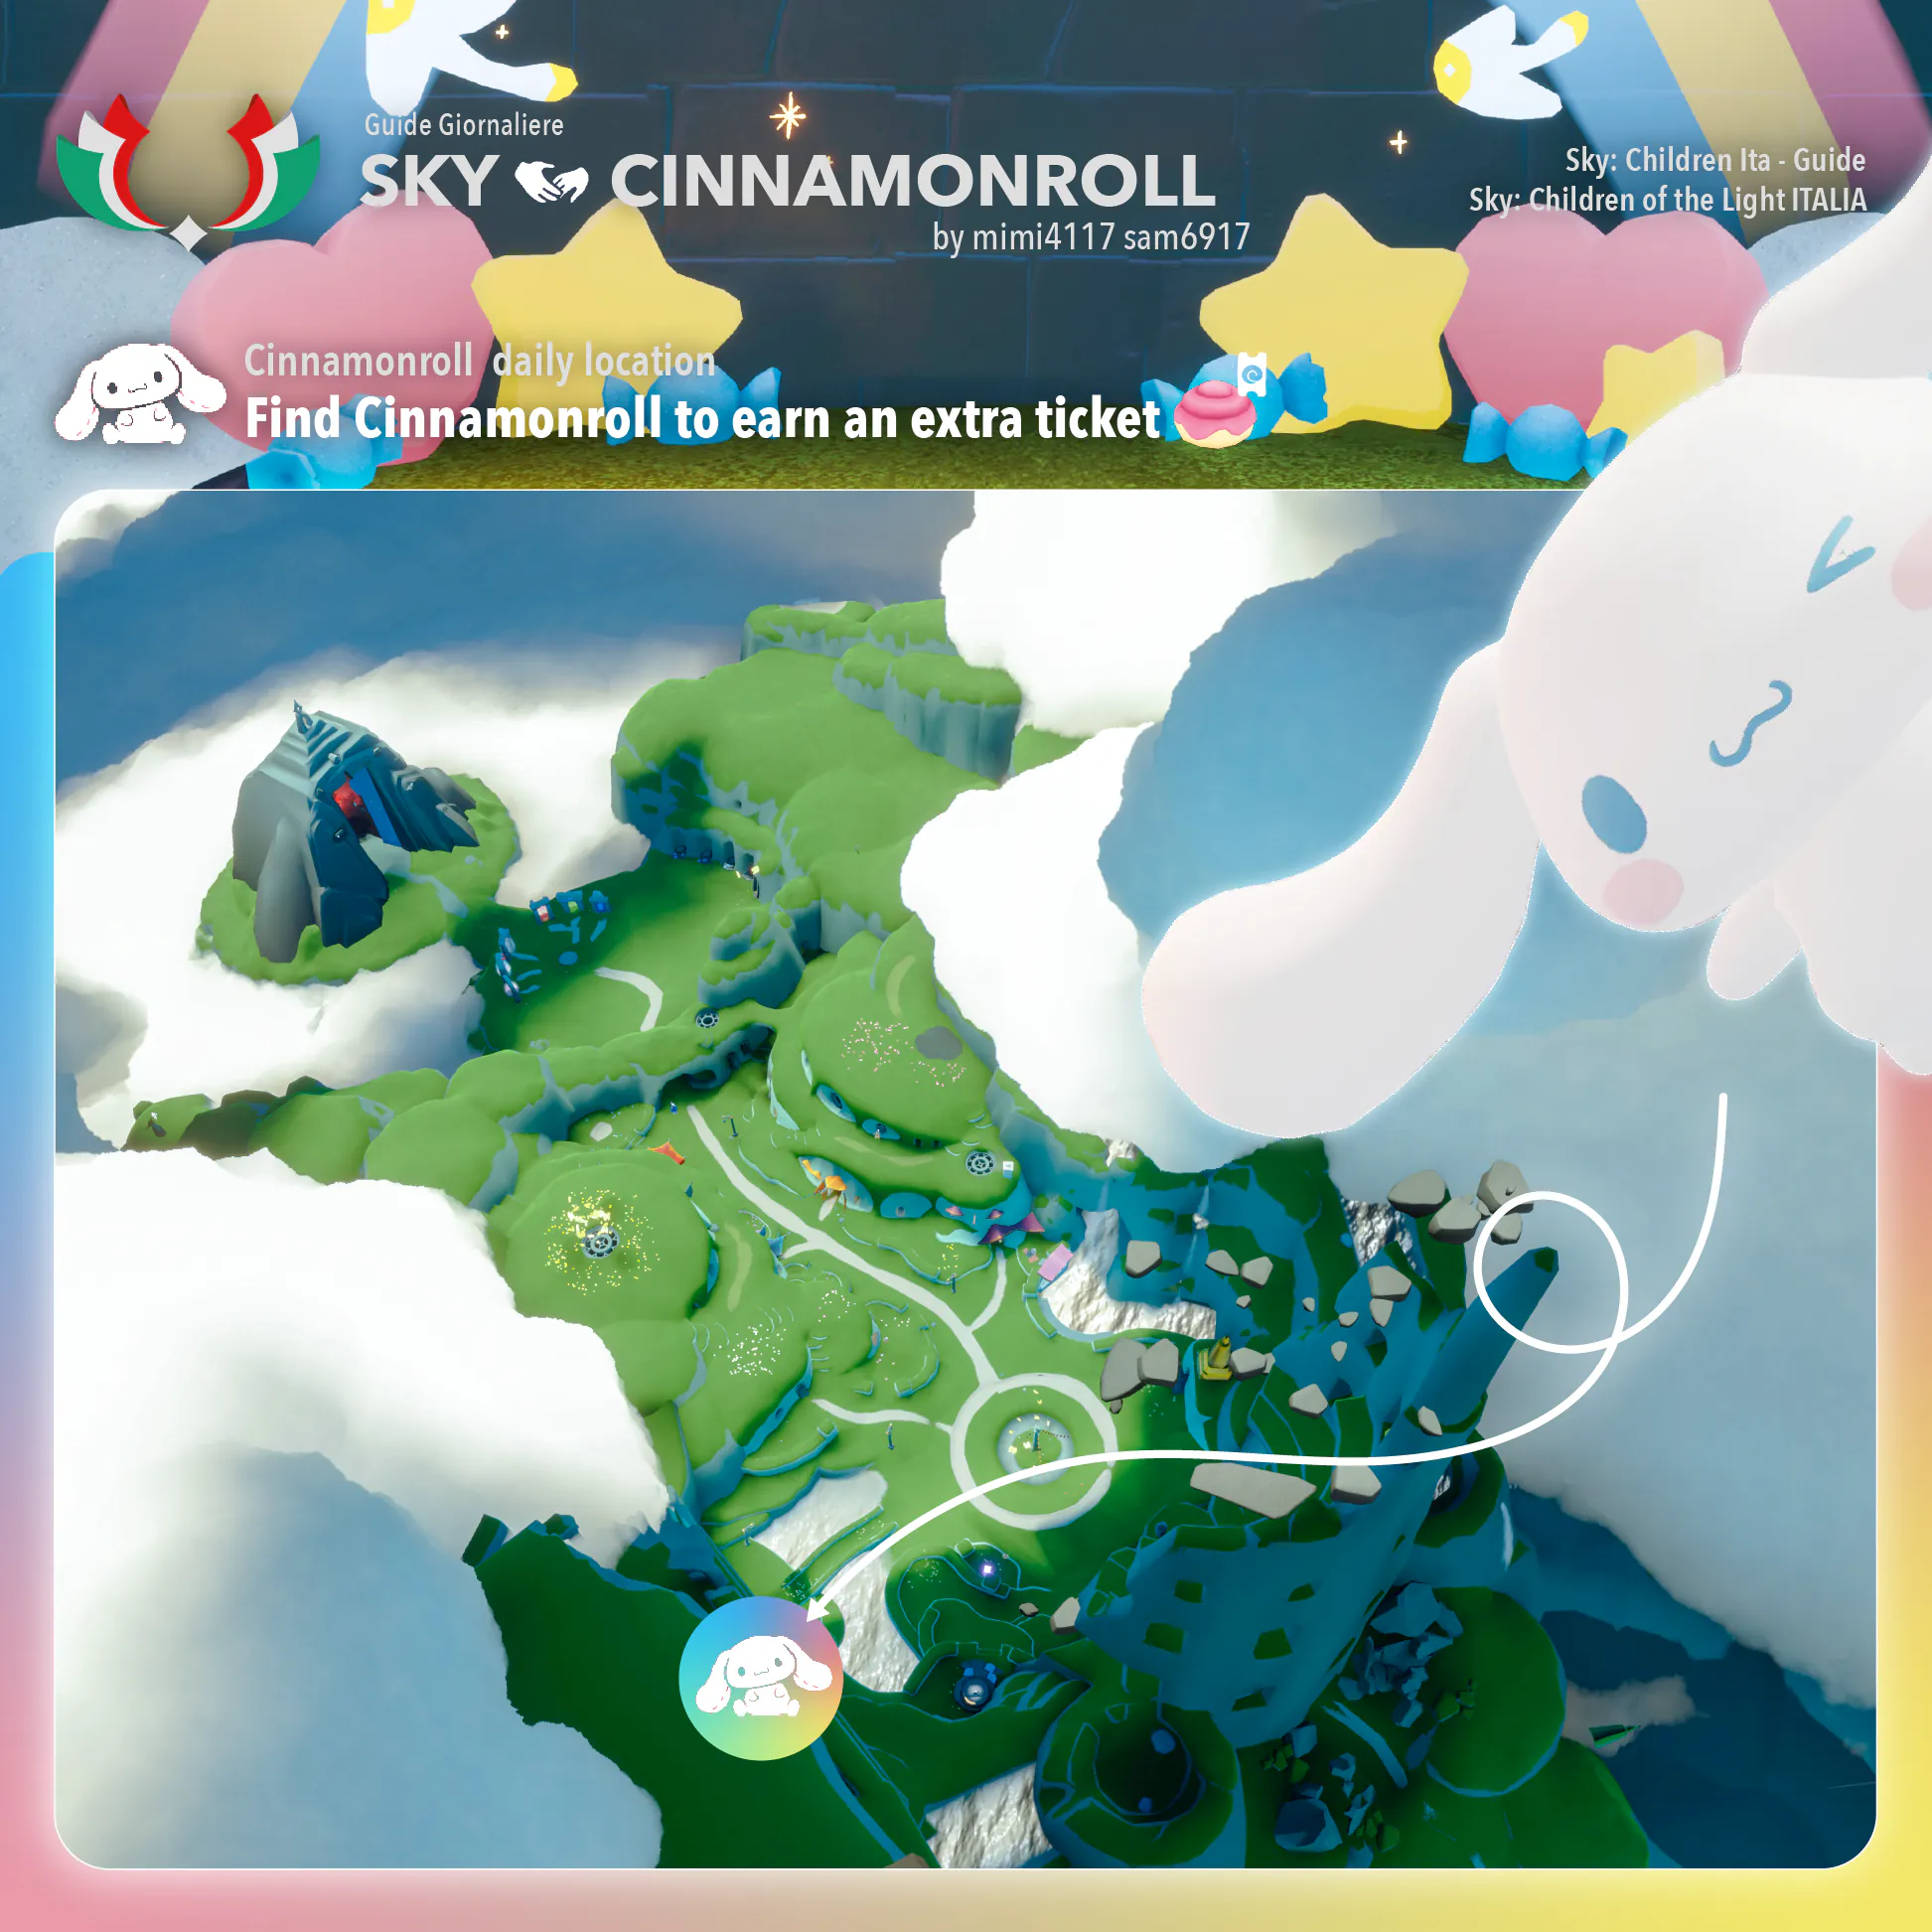 Guide Giornaliere
SKY CINNAMONROLL
by mimi4117 sam6917
Sky: Children Ita - Guide
Sky: Children of the Light ITALIA
Cinnamonroll daily location
Find Cinnamonroll to earn an extra ticket